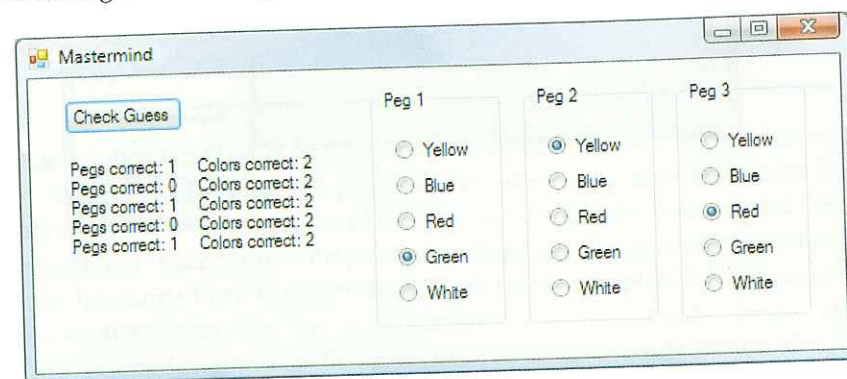 Mastermind
Check Guess
Pegs correct: 1 Colors correct: 2
Pegs correct: 0 Colors correct: 2
Pegs correct: 1 Colors correct: 2
Pegs correct: 0 Colors correct: 2
Pegs correct: 1 Colors correct: 2
Peg 1
Yellow
Blue
Red
Green
White
Peg 2
Yellow
Blue
Red
Green
White
Peg 3
Yellow
Blue
Red
Green
White